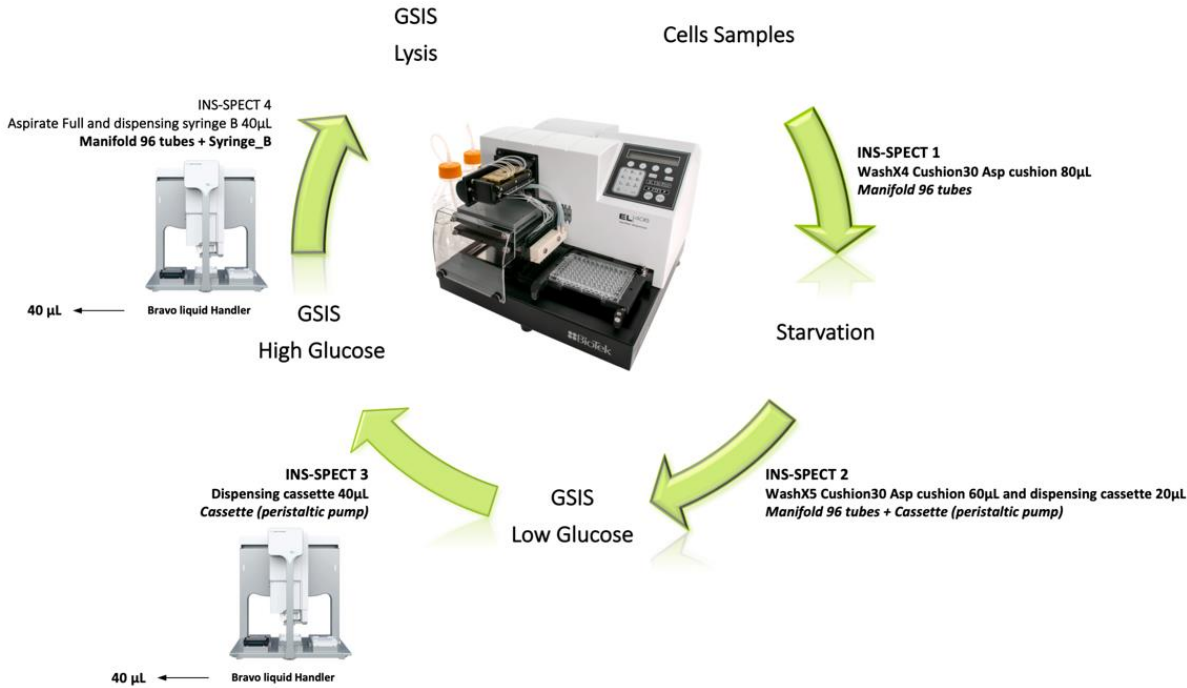 GSIS
Lysis
Cells Samples
INS-SPECT 4
Aspirate Full and dispensing syringe B 40µL
Manifold 96 tubes + Syringe_B
INS-SPECT 1
WashX4 Cushion30 Asp cushion 80µL
Manifold 96 tubes
40 µL
Bravo liquid Handler
GSIS
High Glucose
BioTek
Starvation
INS-SPECT 3
Dispensing cassette 40µL
Cassette (peristaltic pump)
GSIS
Low Glucose
INS-SPECT 2
WashX5 Cushion30 Asp cushion 60µL and dispensing cassette 20µL
Manifold 96 tubes + Cassette (peristaltic pump)
40 µL
Bravo liquid Handler